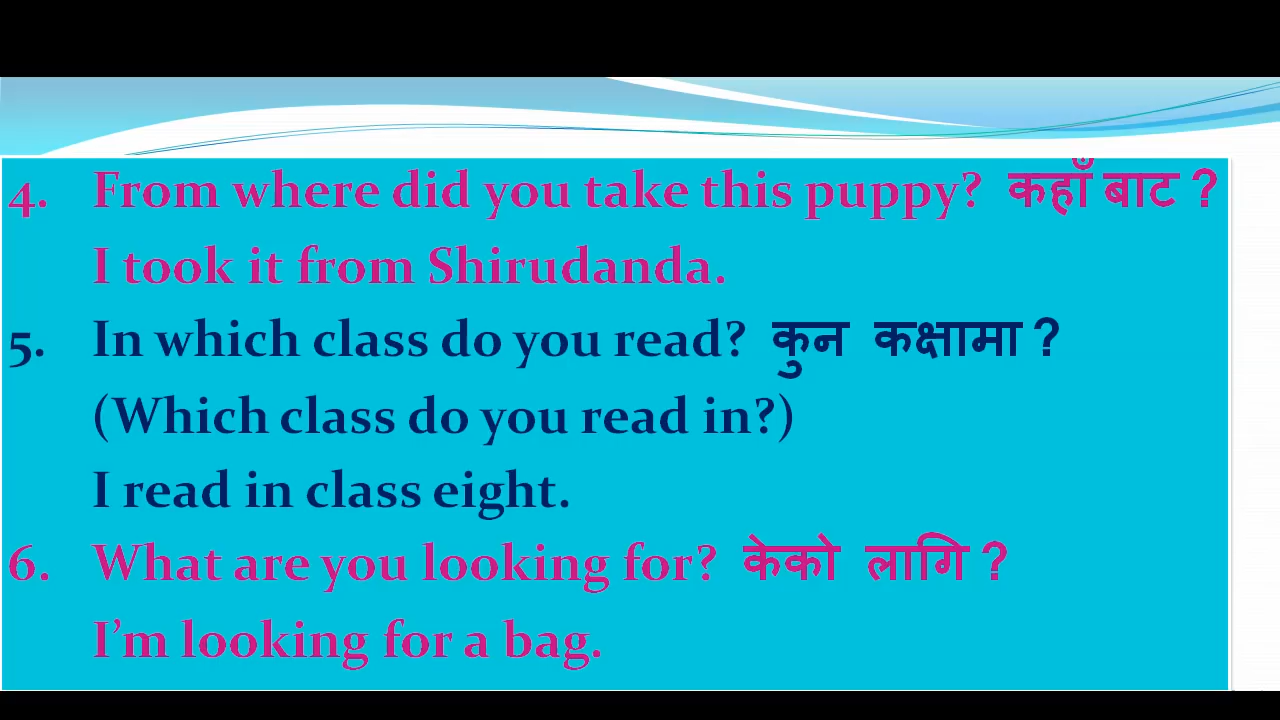 4. From where did you take this puppy? कहाँ बाट ?
I took it from Shirudanda.
5. In which class do you read? कुन कक्षामा ?
(Which class do you read in?)
I read in class eight.
6. What are you looking for? केको लागि ?
I’m looking for a bag.